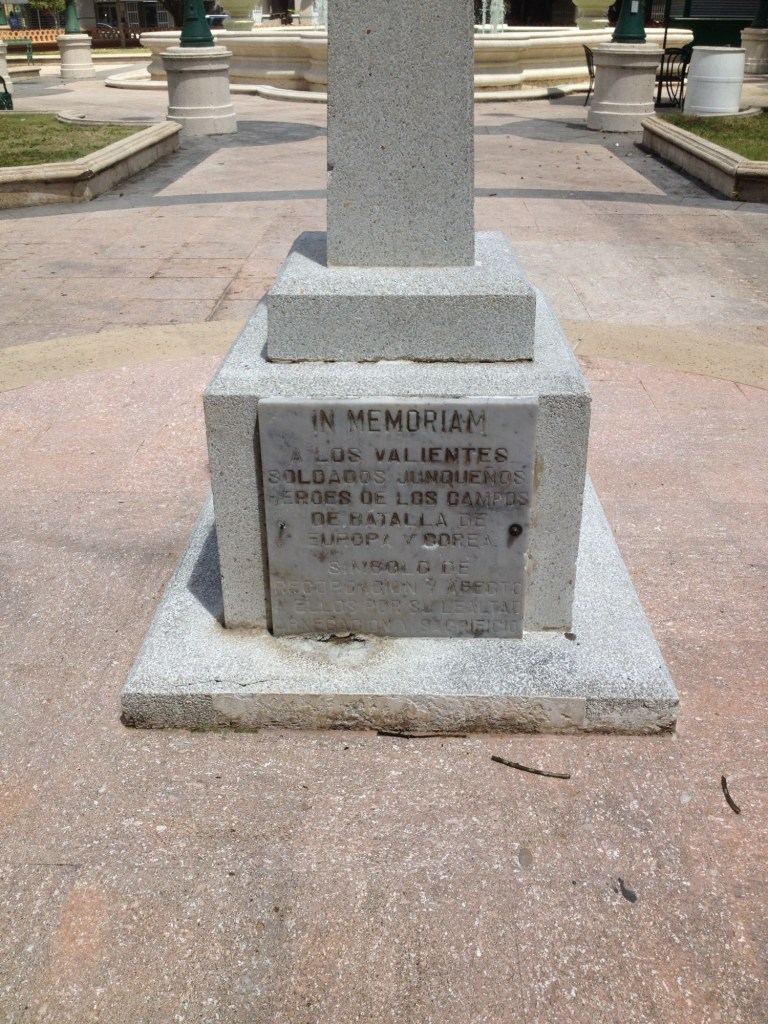 IN MEMORIAM
A LOS VALIENTES
SOLDADOS JUNQUEÑOS
HEROES DE LOS CAMPOS
DE BATALLA DE
EUROPA Y COREA
SIMBOLO DE
Y AFECTO
A ELLOS POR SU LEALTAD
ABNEGACION Y SACRIFICIO